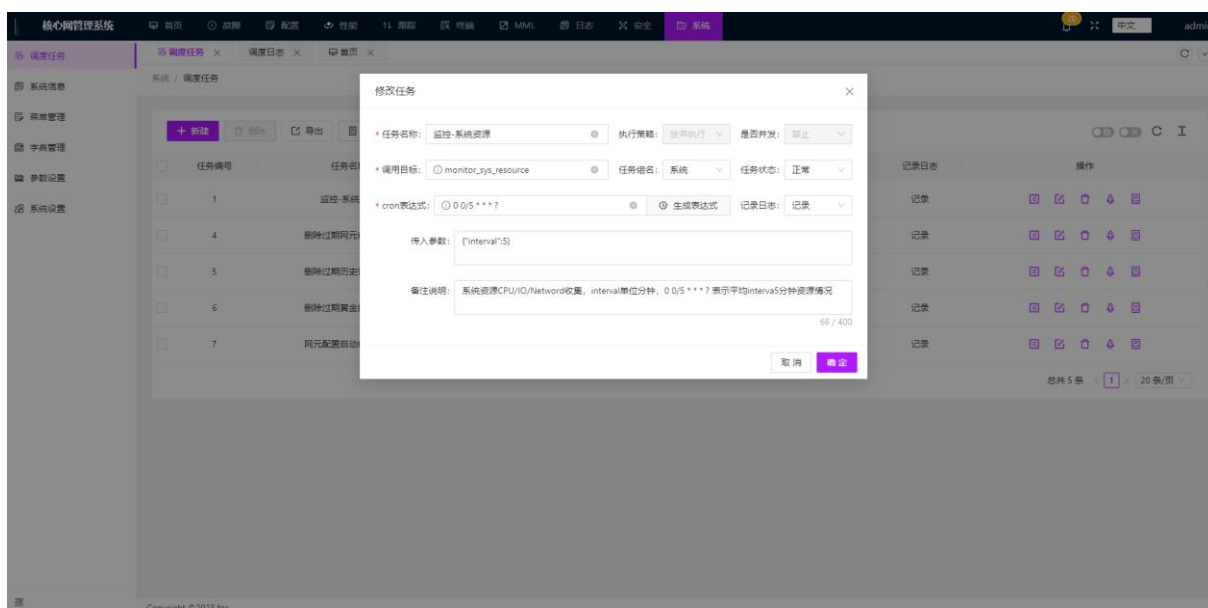 核心网管理系统 首页 故障 配置 性能 跟踪 终端 MML 日志 安全 系统 20 中文 admi
调度任务 调度任务 × 调度日志 × 首页 ×
系统信息 系统 / 调度任务
菜单管理
字典管理
参数设置
系统设置
+ 新建 删除 导出
任务编号 任务名 记录日志 操作
1 监控-系统 记录
4 删除过期网元 记录
5 删除过期历史 记录
6 删除过期黄金 记录
7 网元配置自动 记录
总共 5 条 < 1 > 20 条/页
修改任务 ×
* 任务名称: 监控-系统资源 执行策略: 放弃执行 是否并发: 禁止
* 调用目标: monitor_sys_resource 任务组名: 系统 任务状态: 正常
* cron表达式: 0 0/5 * * * ? 生成表达式 记录日志: 记录
传入参数: {"interval":5}
备注说明: 系统资源CPU/IO/Netword收集，interval单位分钟，0 0/5 * * * ? 表示平均interva5分钟资源情况
66 / 400
取消 确定
Copyright ©2023 for